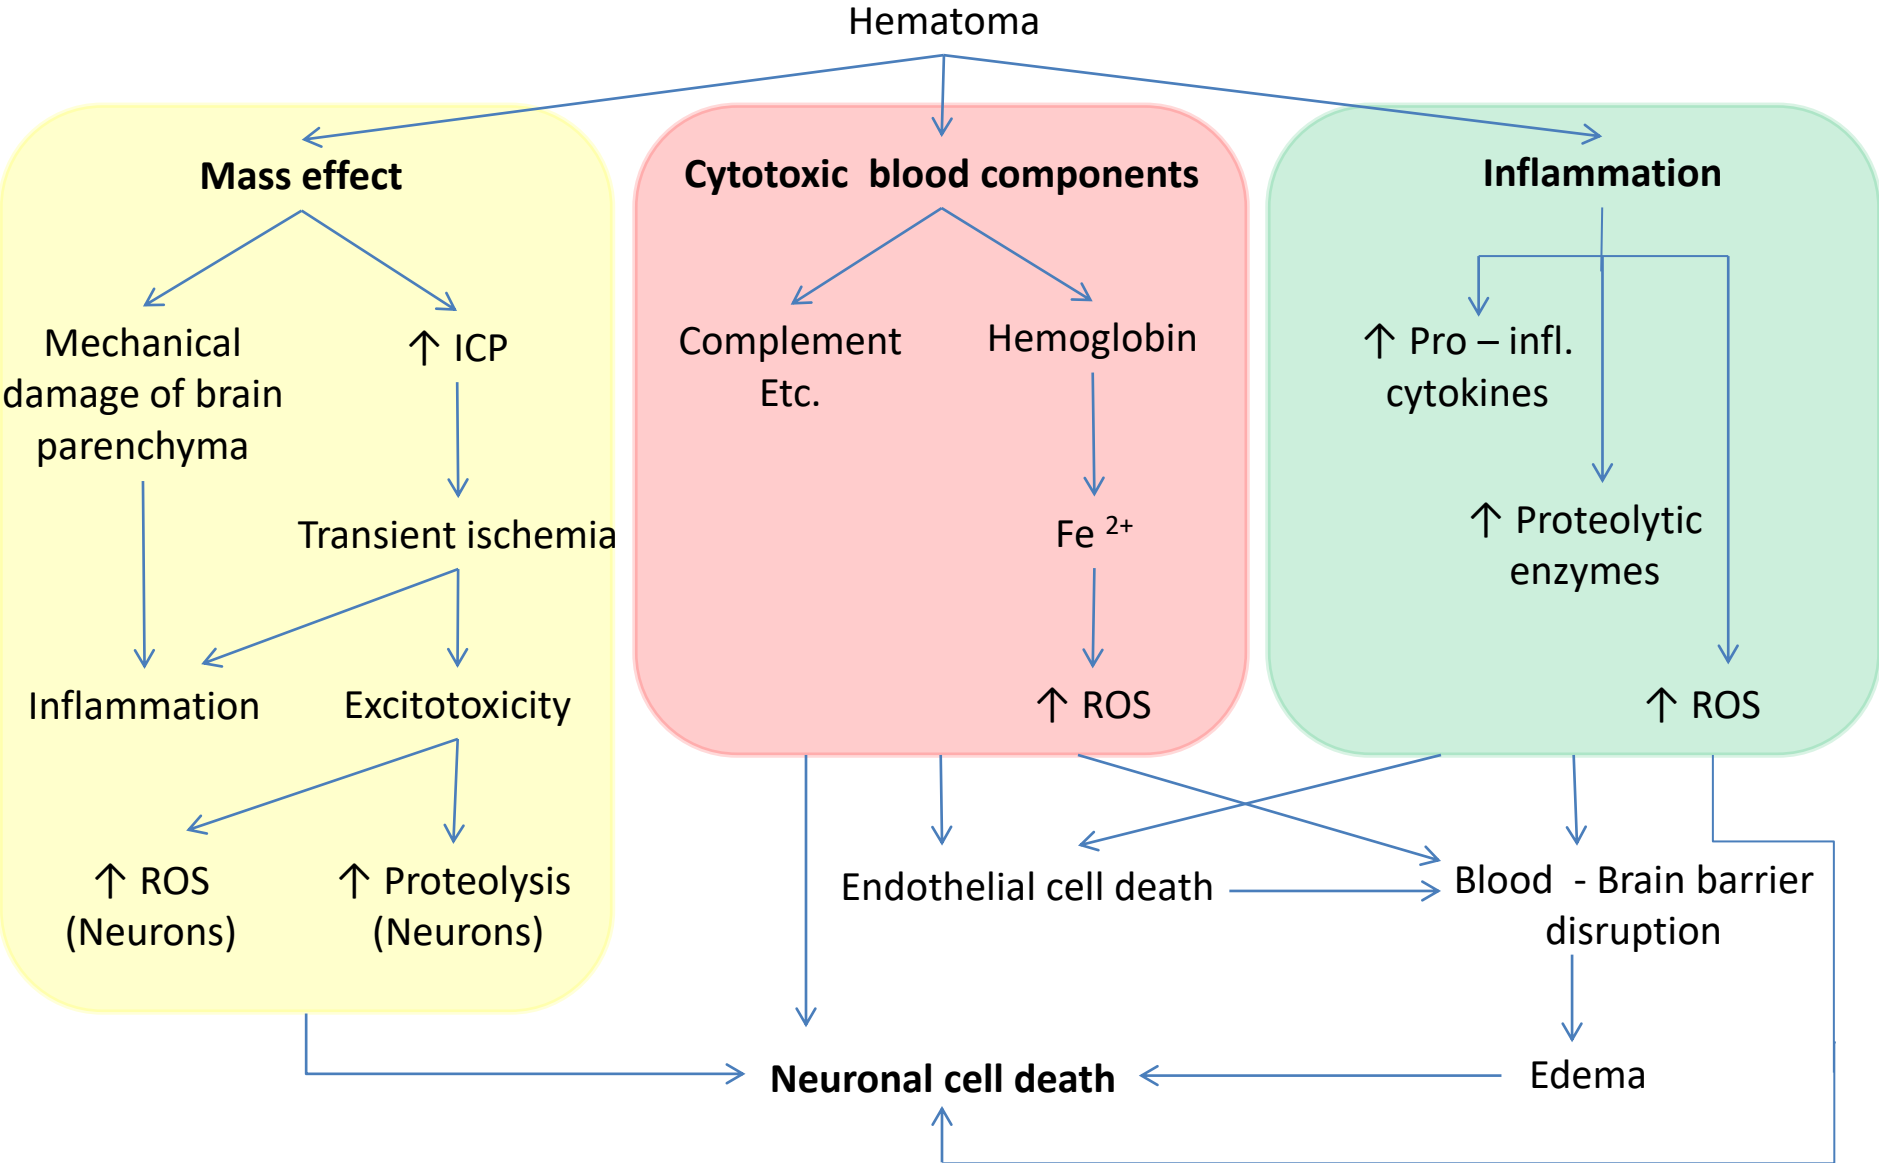 Hematoma
Mass effect
Mechanical
damage of brain
parenchyma
↑ ICP
Transient ischemia
Inflammation
Excitotoxicity
↑ ROS
(Neurons)
↑ Proteolysis
(Neurons)
Cytotoxic  blood components
Complement
Etc.
Hemoglobin
Fe ²⁺
↑ ROS
Inflammation
↑ Pro – infl.
cytokines
↑ Proteolytic
enzymes
↑ ROS
Endothelial cell death
Blood  - Brain barrier
disruption
Neuronal cell death
Edema